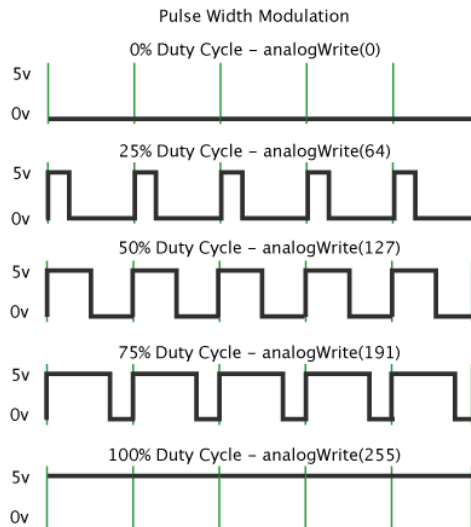 Pulse Width Modulation
0% Duty Cycle – analogWrite(0)
5v
0v
25% Duty Cycle – analogWrite(64)
5v
0v
50% Duty Cycle – analogWrite(127)
5v
0v
75% Duty Cycle – analogWrite(191)
5v
0v
100% Duty Cycle – analogWrite(255)
5v
0v